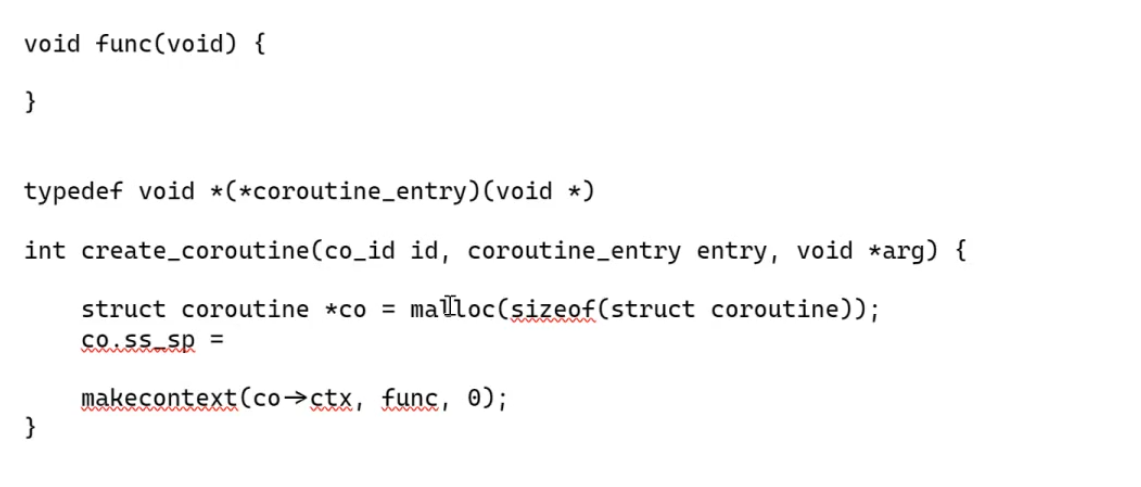 void func(void) {
}
typedef void *(*coroutine_entry)(void *)
int create_coroutine(co_id id, coroutine_entry entry, void *arg) {
struct coroutine *co = malloc(sizeof(struct coroutine));
co.ss_sp =
makecontext(co->ctx, func, 0);
}